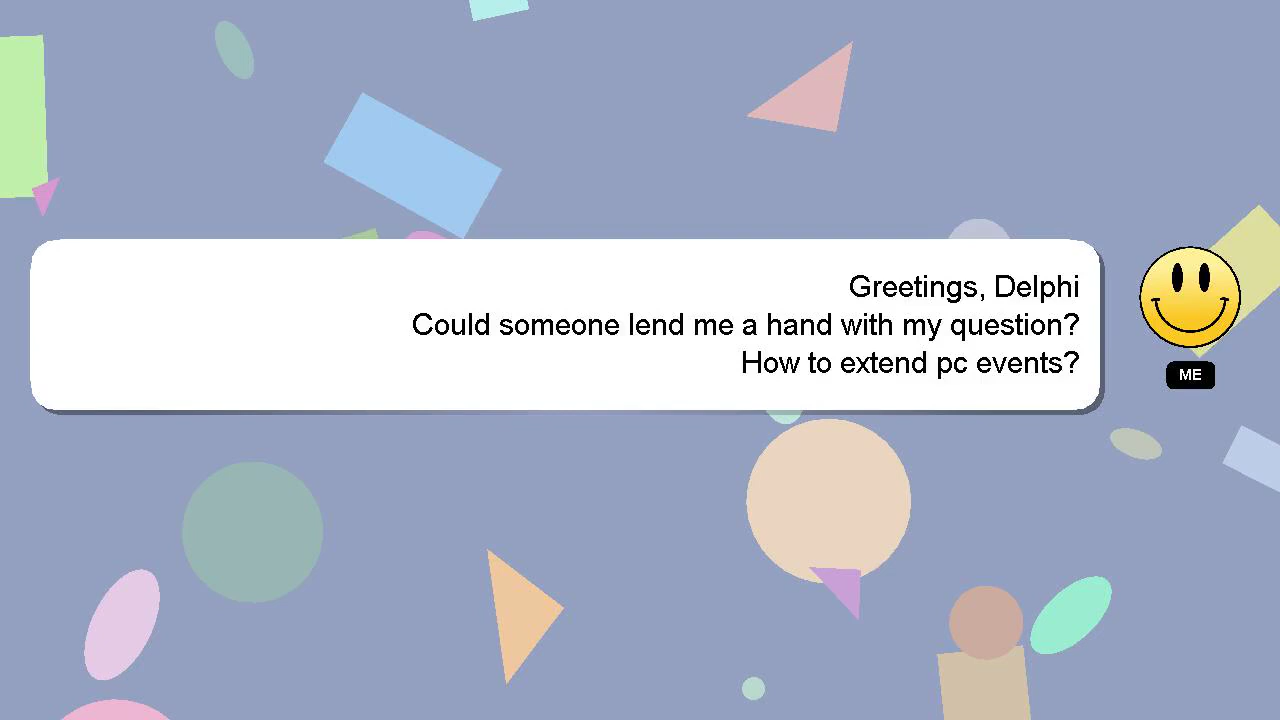 Greetings, Delphi
Could someone lend me a hand with my question?
How to extend pc events?
ME